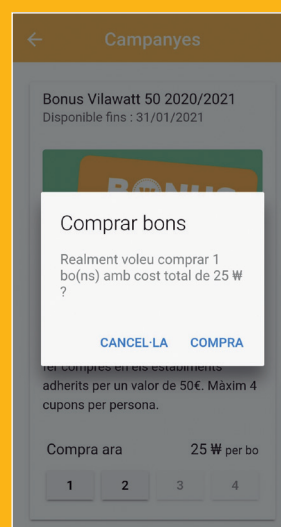 Campanyes
Bonus Vilawatt 50 2020/2021
Disponible fins : 31/01/2021
BONUS
Comprar bons
Realment voleu comprar 1
bo(ns) amb cost total de 25 ₩
?
CANCEL·LA COMPRA
fer compres en els establiments
adherits per un valor de 50€. Màxim 4
cupons per persona.
Compra ara 25 ₩ per bo
1 2 3 4